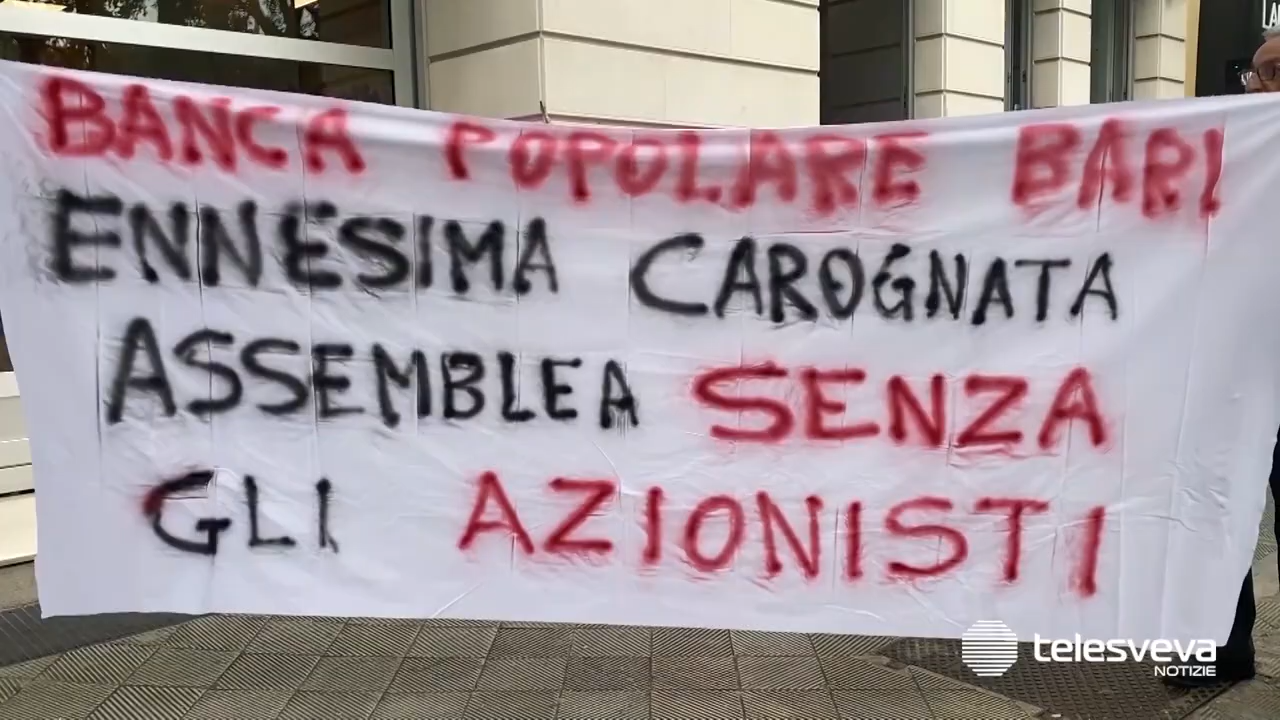 BANCA POPOLARE BARI
ENNESIMA CAROGNATA
ASSEMBLEA SENZA
GLI AZIONISTI
telesveva
NOTIZIE